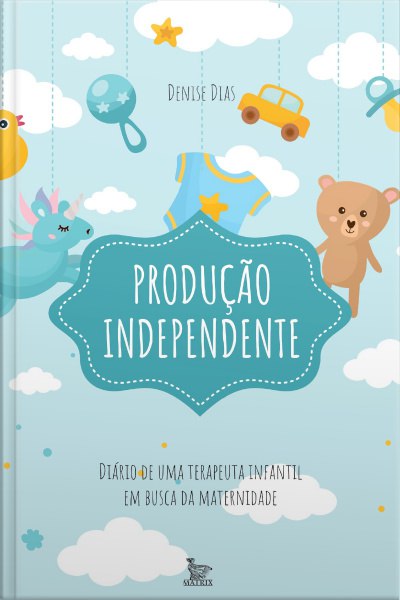 DENISE DIAS
PRODUÇÃO
INDEPENDENTE
DIÁRIO DE UMA TERAPEUTA INFANTIL
EM BUSCA DA MATERNIDADE
MATRIX